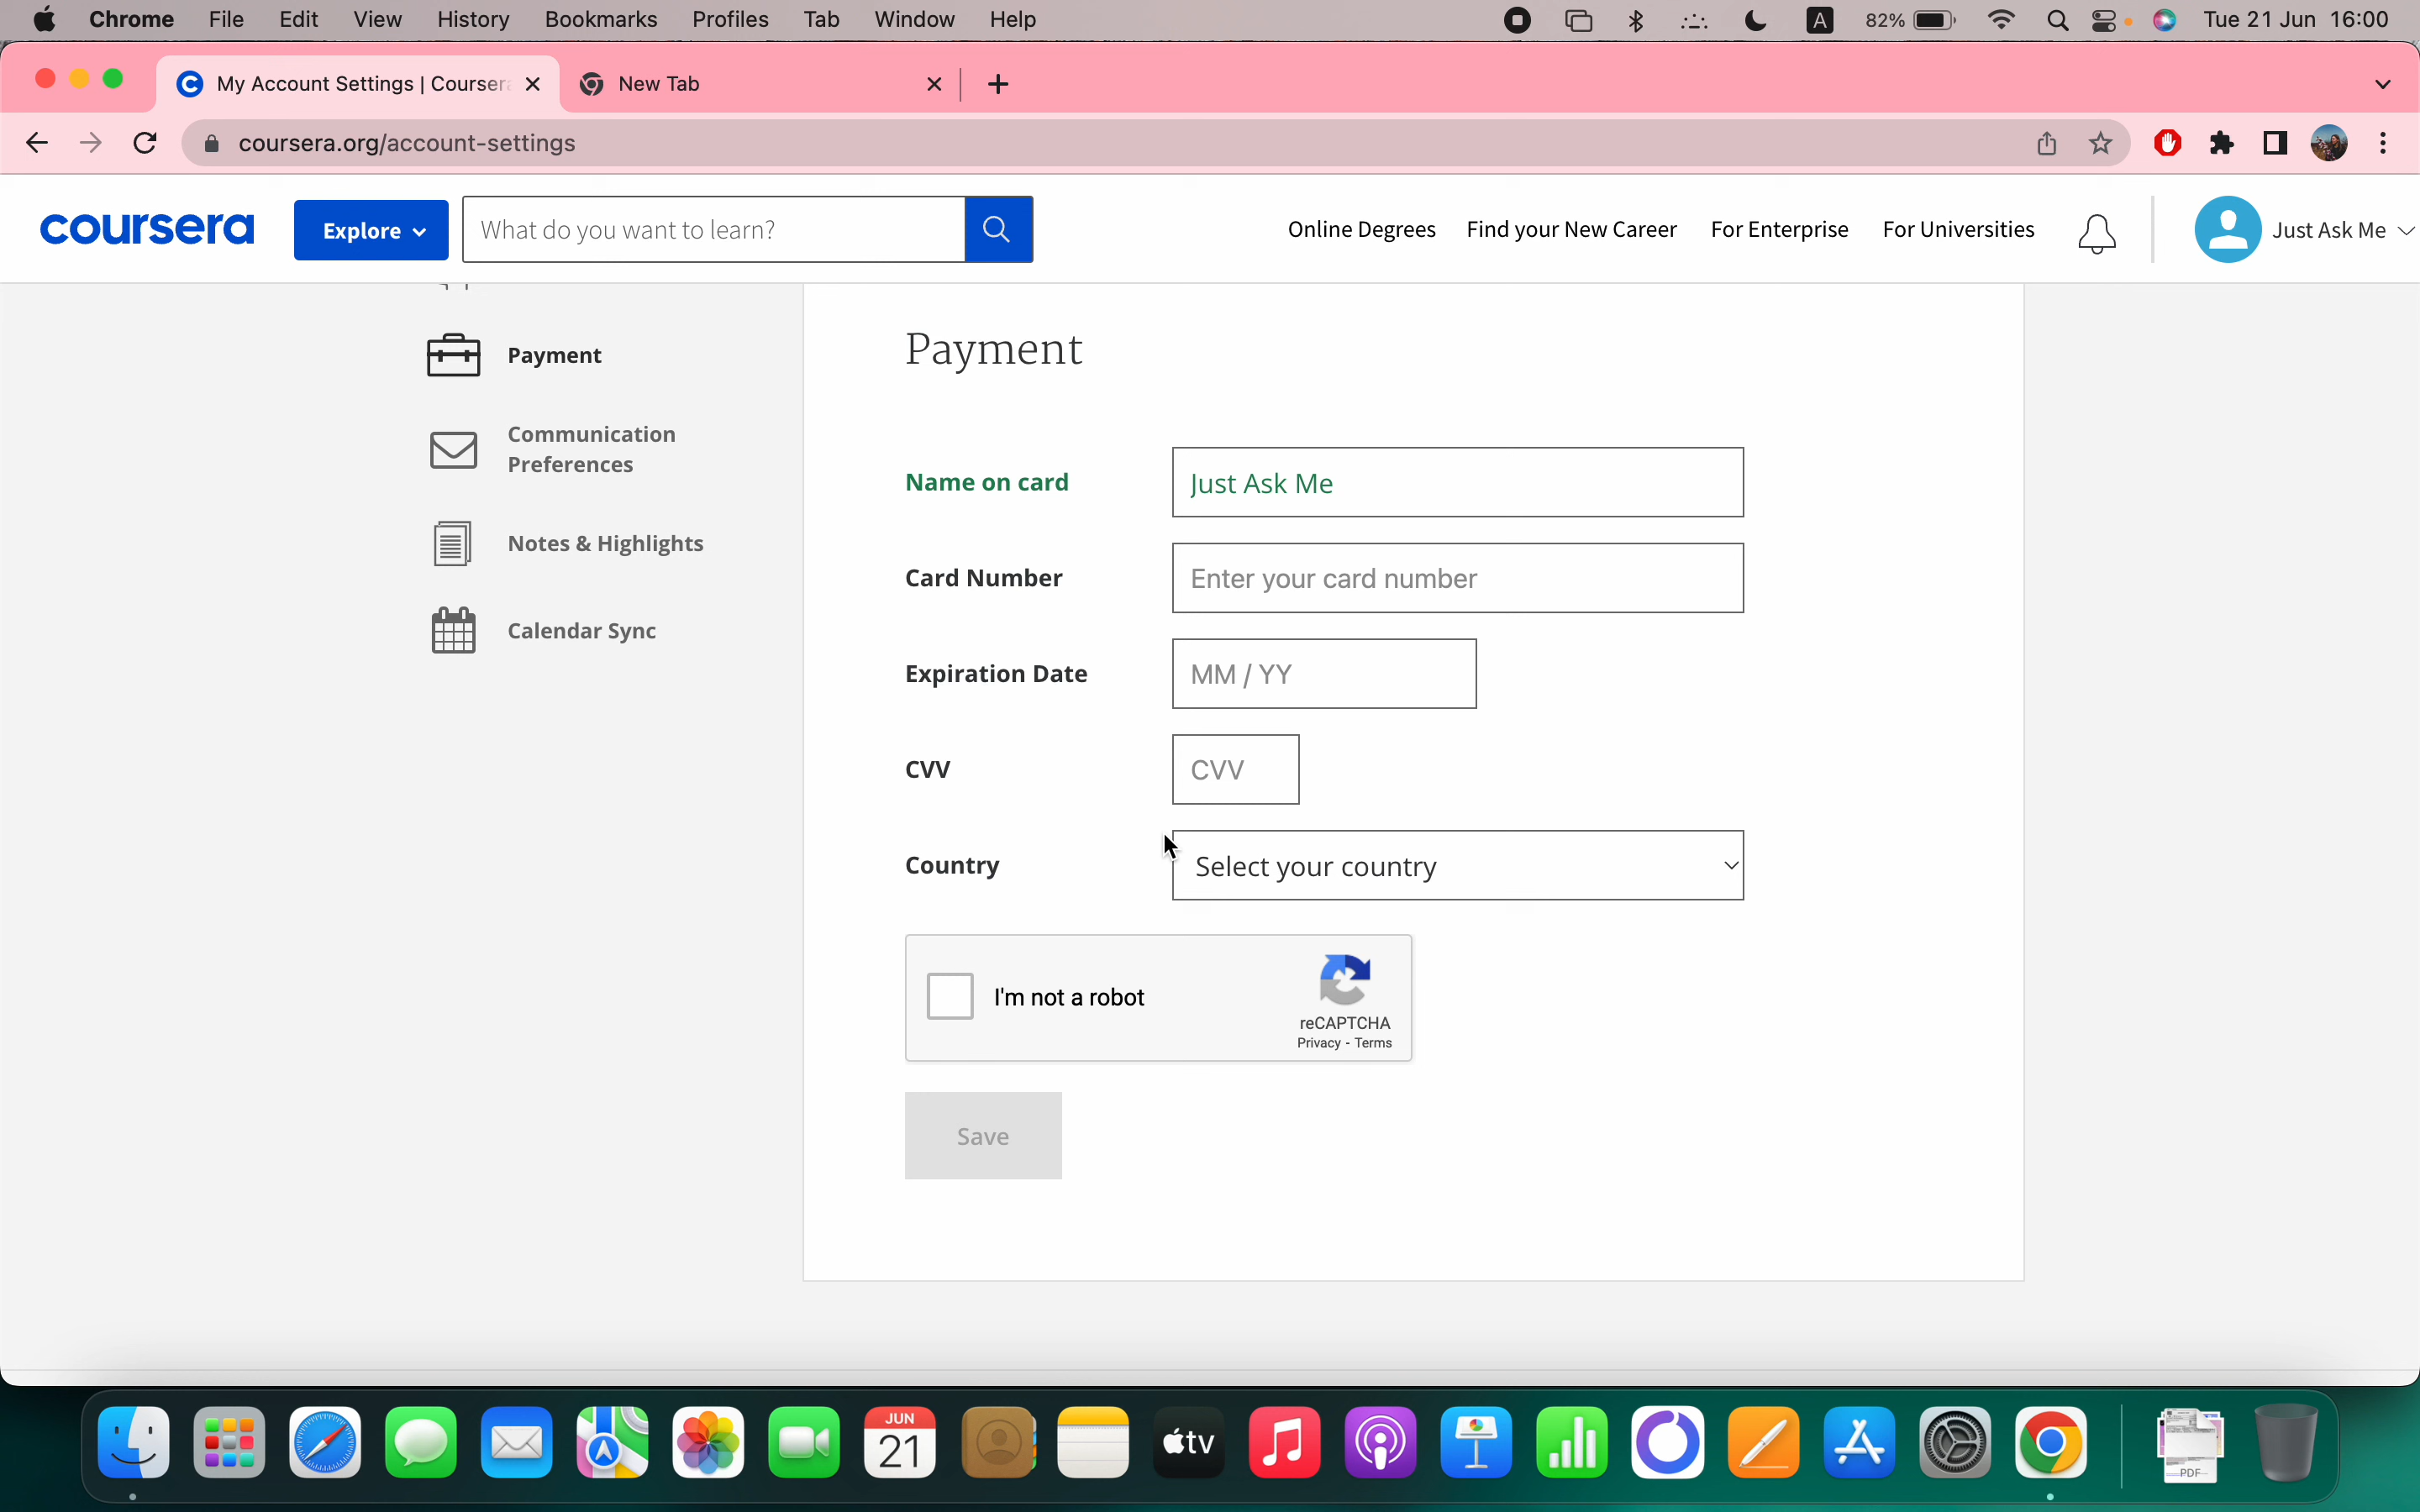 Chrome File Edit View History Bookmarks Profiles Tab Window Help A 82% Tue 21 Jun 16:00
My Account Settings | Courser New Tab
coursera.org/account-settings
coursera Explore What do you want to learn? Online Degrees Find your New Career For Enterprise For Universities Just Ask Me
Payment
Communication
Preferences
Notes & Highlights
Calendar Sync
Payment
Name on card Just Ask Me
Card Number Enter your card number
Expiration Date MM / YY
CVV CVV
Country Select your country
I'm not a robot
reCAPTCHA
Privacy - Terms
Save
JUN
21
tv
PDF